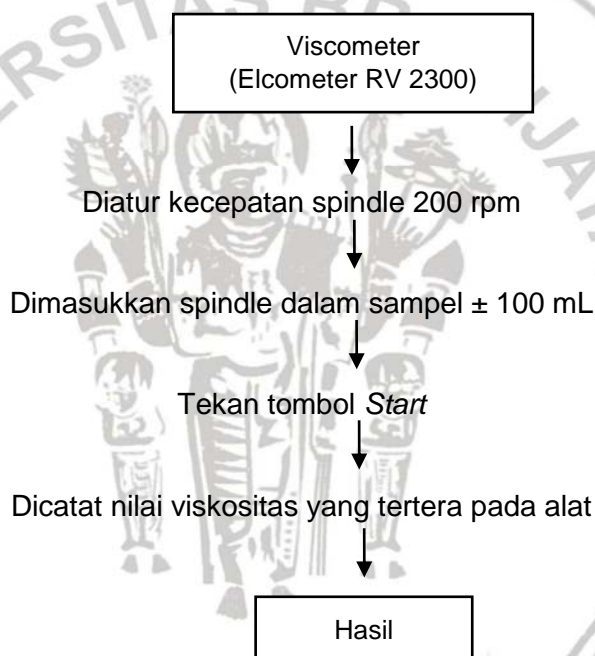 Viscometer
(Elcometer RV 2300)
Diatur kecepatan spindle 200 rpm
Dimasukkan spindle dalam sampel ± 100 mL
Tekan tombol Start
Dicatat nilai viskositas yang tertera pada alat
Hasil